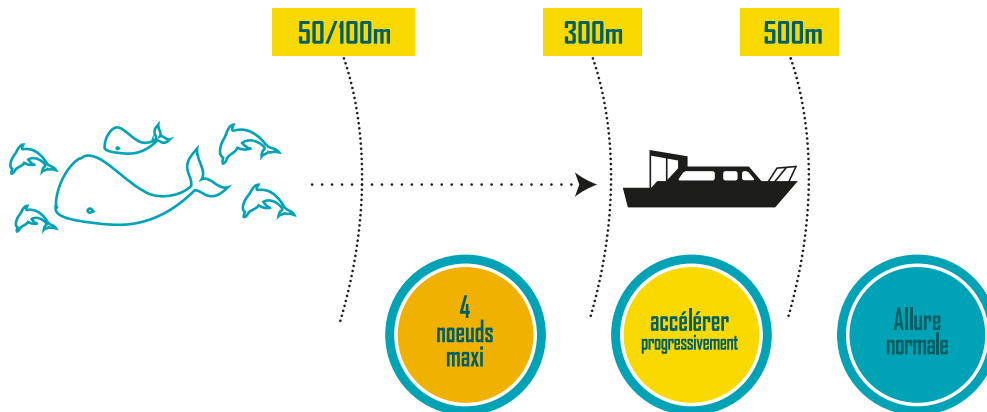 50/100m
300m
500m
4
noeuds
maxi
accélérer
progressivement
Allure
normale